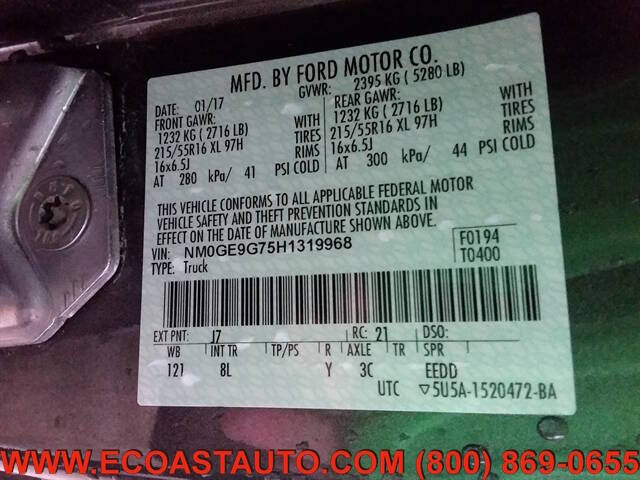 MFD. BY FORD MOTOR CO.
DATE: 01/17 GVWR: 2395 KG ( 5280 LB)
FRONT GAWR: REAR GAWR:
1232 KG ( 2716 LB) WITH 1232 KG ( 2716 LB) WITH
215/55R16 XL 97H TIRES 215/55R16 XL 97H TIRES
16x6.5J RIMS 16x6.5J RIMS
AT 280 kPa/ 41 PSI COLD AT 300 kPa/ 44 PSI COLD
THIS VEHICLE CONFORMS TO ALL APPLICABLE FEDERAL MOTOR
VEHICLE SAFETY AND THEFT PREVENTION STANDARDS IN
EFFECT ON THE DATE OF MANUFACTURE SHOWN ABOVE.
VIN: NM0GE9G75H1319968 F0194
TYPE: Truck T0400
EXT PNT: J7 RC: 21 DSO:
WB INT TR TP/PS R AXLE TR SPR
121 8L Y 3C EEDD
UTC ▽5U5A-1520472-BA
WWW.ECOASTAUTO.COM (800) 869-0655